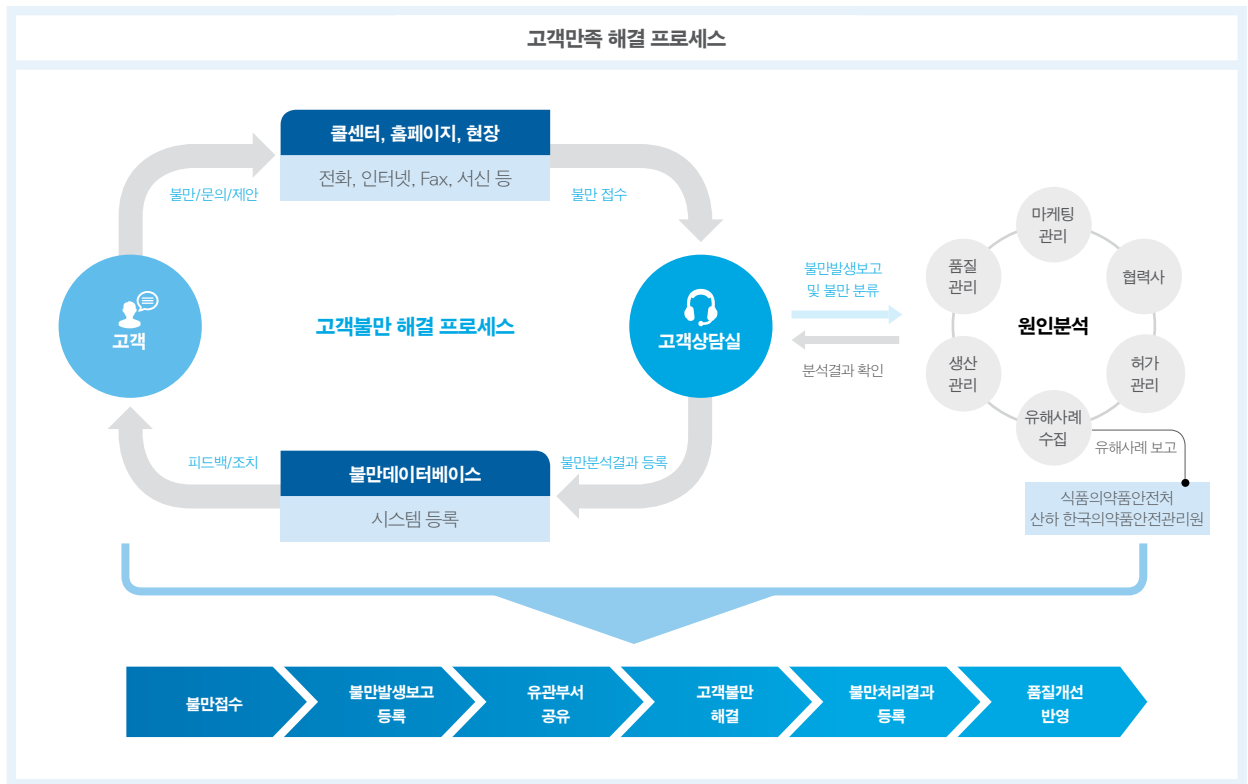 고객만족 해결 프로세스
콜센터, 홈페이지, 현장
전화, 인터넷, Fax, 서신 등
불만/문의/제안
불만 접수
고객
고객불만 해결 프로세스
고객상담실
불만발생보고
및 불만 분류
분석결과 확인
마케팅
관리
품질
관리
협력사
원인분석
생산
관리
허가
관리
유해사례
수집
유해사례 보고
식품의약품안전처
산하 한국의약품안전관리원
피드백/조치
불만데이터베이스
시스템 등록
불만분석결과 등록
불만접수
불만발생보고
등록
유관부서
공유
고객불만
해결
불만처리결과
등록
품질개선
반영